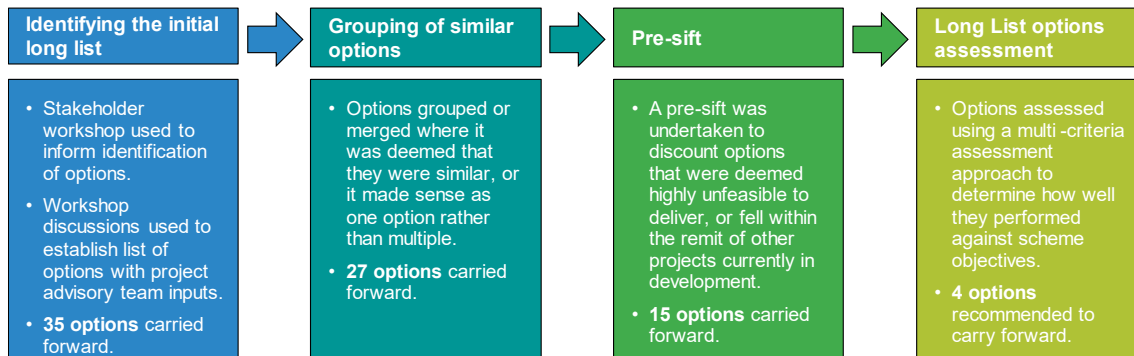 Identifying the initial
long list
Grouping of similar
options
Pre-sift
Long List options
assessment
• Stakeholder
workshop used to
inform identification
of options.
• Workshop
discussions used to
establish list of
options with project
advisory team inputs.
• 35 options carried
forward.
• Options grouped or
merged where it
was deemed that
they were similar, or
it made sense as
one option rather
than multiple.
• 27 options carried
forward.
• A pre-sift was
undertaken to
discount options
that were deemed
highly unfeasible to
deliver, or fell within
the remit of other
projects currently in
development.
• 15 options carried
forward.
• Options assessed
using a multi -criteria
assessment
approach to
determine how well
they performed
against scheme
objectives.
• 4 options
recommended to
carry forward.